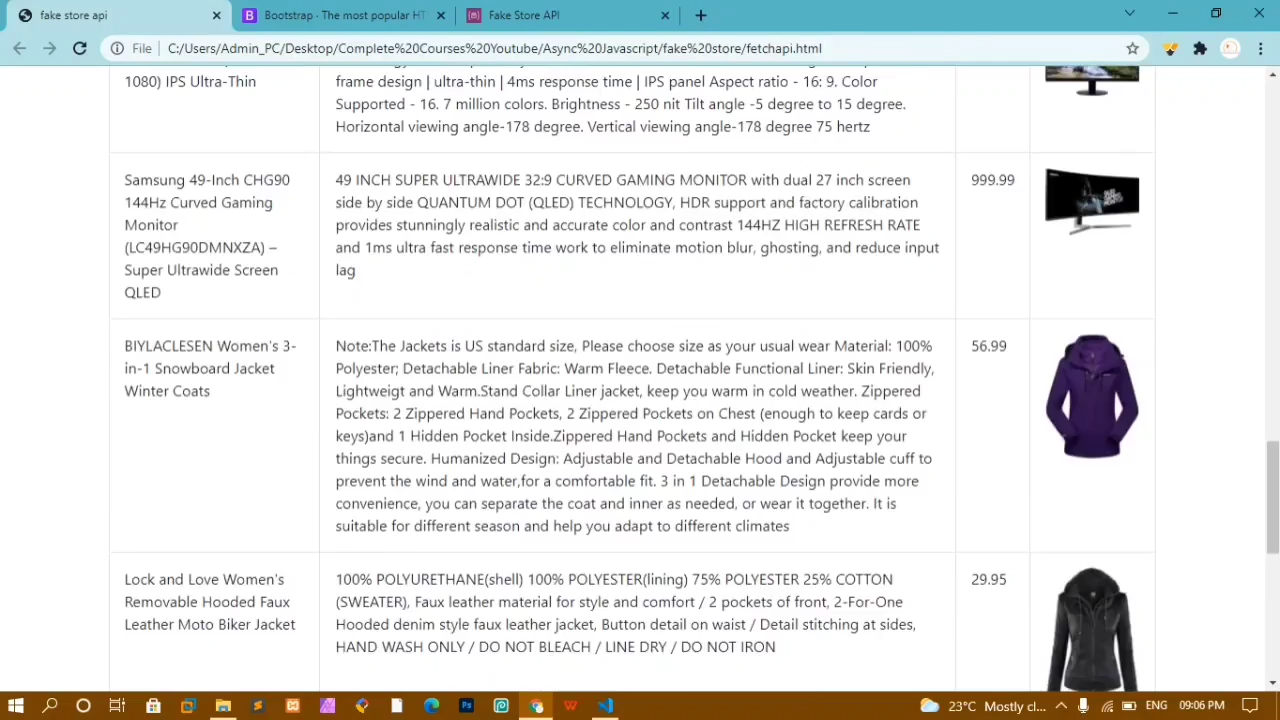 fake store api
Bootstrap · The most popular HT
Fake Store API
File
C:/Users/Admin_PC/Desktop/Complete%20Courses%20Youtube/Async%20Javascript/fake%20store/fetchapi.html
1080) IPS Ultra-Thin
ultra-thin | 4ms response time | IPS panel Aspect ratio - 16: 9. Color
Supported - 16. 7 million colors. Brightness - 250 nit Tilt angle -5 degree to 15 degree.
Horizontal viewing angle-178 degree. Vertical viewing angle-178 degree 75 hertz
Samsung 49-Inch CHG90
144Hz Curved Gaming
Monitor
(LC49HG90DMNXZA) –
Super Ultrawide Screen
QLED
49 INCH SUPER ULTRAWIDE 32:9 CURVED GAMING MONITOR with dual 27 inch screen
side by side QUANTUM DOT (QLED) TECHNOLOGY, HDR support and factory calibration
provides stunningly realistic and accurate color and contrast 144HZ HIGH REFRESH RATE
and 1ms ultra fast response time work to eliminate motion blur, ghosting, and reduce input
lag
999.99
BIYLACLESEN Women's 3-
in-1 Snowboard Jacket
Winter Coats
Note:The Jackets is US standard size, Please choose size as your usual wear Material: 100%
Polyester; Detachable Liner Fabric: Warm Fleece. Detachable Functional Liner: Skin Friendly,
Lightweigt and Warm.Stand Collar Liner jacket, keep you warm in cold weather. Zippered
Pockets: 2 Zippered Hand Pockets, 2 Zippered Pockets on Chest (enough to keep cards or
keys)and 1 Hidden Pocket Inside.Zippered Hand Pockets and Hidden Pocket keep your
things secure. Humanized Design: Adjustable and Detachable Hood and Adjustable cuff to
prevent the wind and water,for a comfortable fit. 3 in 1 Detachable Design provide more
convenience, you can separate the coat and inner as needed, or wear it together. It is
suitable for different season and help you adapt to different climates
56.99
Lock and Love Women's
Removable Hooded Faux
Leather Moto Biker Jacket
100% POLYURETHANE(shell) 100% POLYESTER(lining) 75% POLYESTER 25% COTTON
(SWEATER), Faux leather material for style and comfort / 2 pockets of front, 2-For-One
Hooded denim style faux leather jacket, Button detail on waist / Detail stitching at sides,
HAND WASH ONLY / DO NOT BLEACH / LINE DRY / DO NOT IRON
29.95
23°C Mostly cl...
ENG
09:06 PM